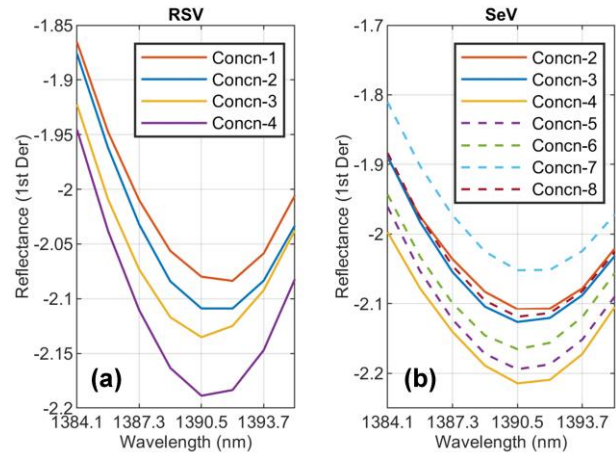 RSV
-1.85
-1.9
-1.95
-2
-2.05
-2.1
-2.15
-2.2
Reflectance (1st Der)
Concn-1
Concn-2
Concn-3
Concn-4
(a)
1384.1 1387.3 1390.5 1393.7
Wavelength (nm)
SeV
-1.7
-1.8
-1.9
-2
-2.1
-2.2
Reflectance (1st Der)
Concn-2
Concn-3
Concn-4
Concn-5
Concn-6
Concn-7
Concn-8
(b)
1384.1 1387.3 1390.5 1393.7
Wavelength (nm)